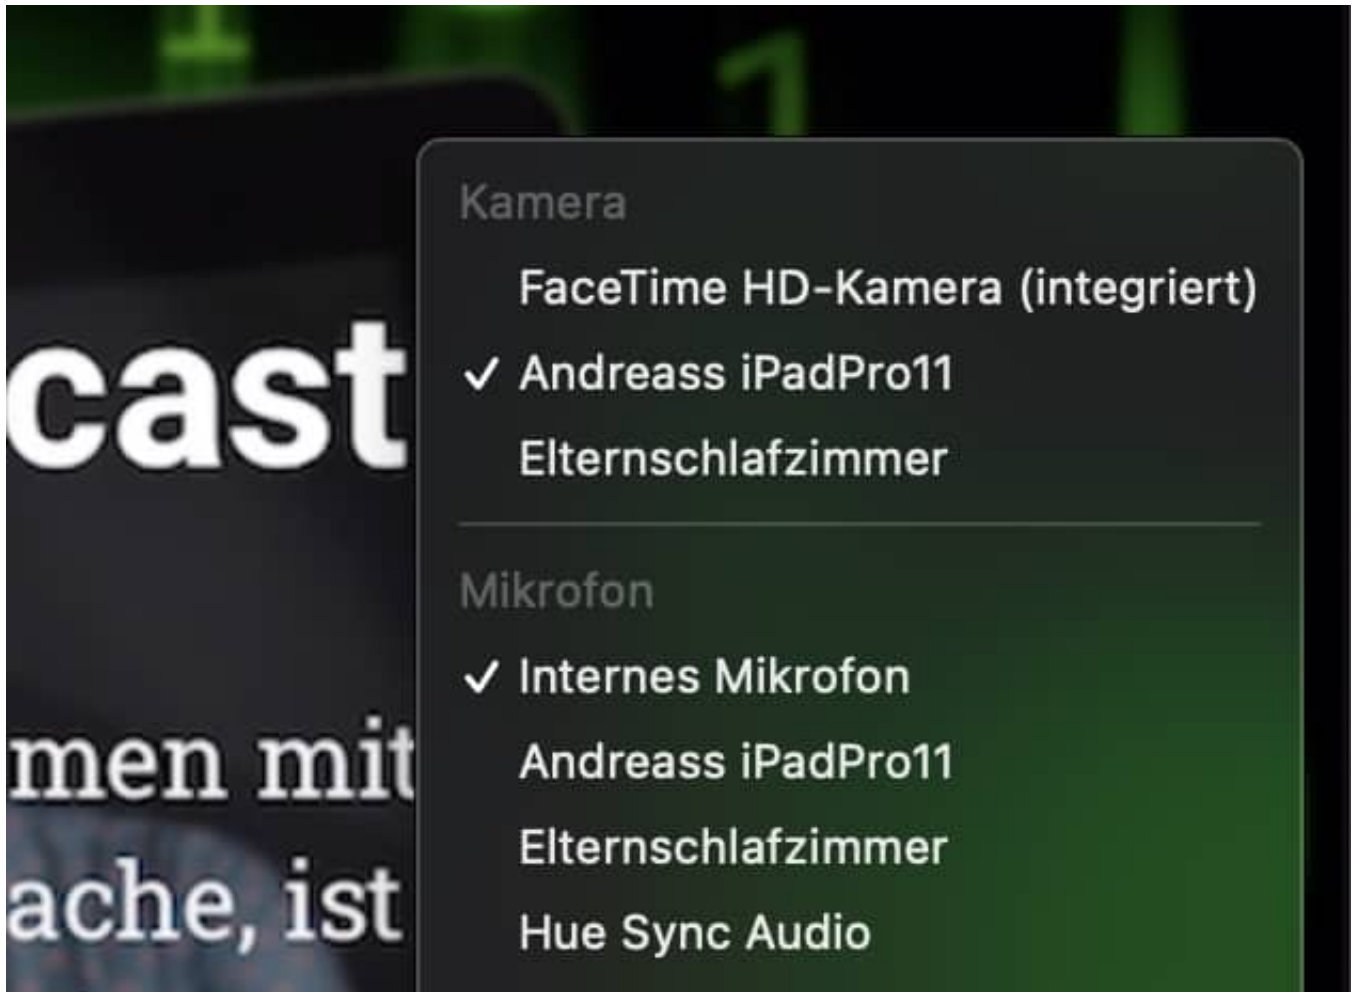 1
cast
Kamera
FaceTime HD-Kamera (integriert)
✓ Andreass iPadPro11
Elternschlafzimmer
Mikrofon
✓ Internes Mikrofon
men mit
Andreass iPadPro11
Elternschlafzimmer
ache, ist
Hue Sync Audio